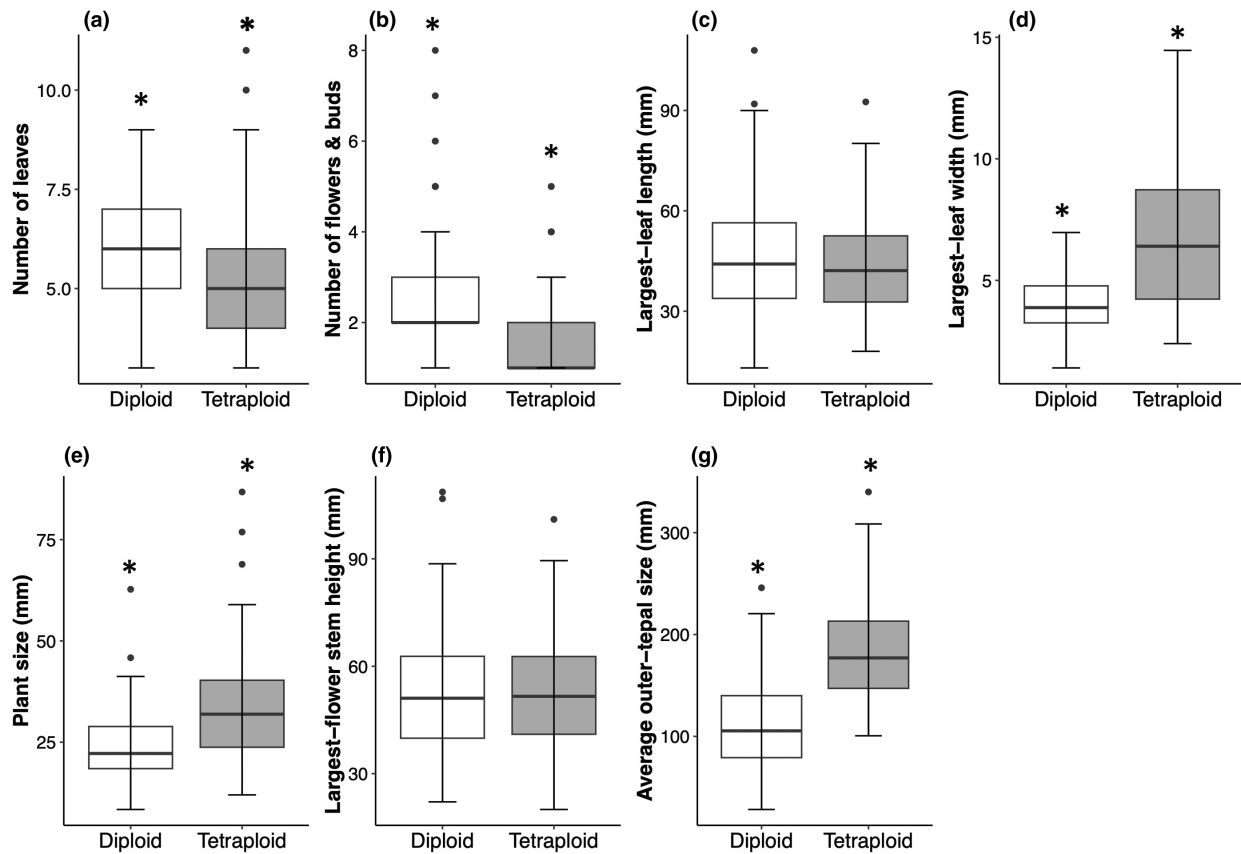 (a)
*
*
10.0
7.5
5.0
Number of leaves
Diploid Tetraploid
(b)
*
*
8
6
4
2
Number of flowers & buds
Diploid Tetraploid
(c)
90
60
30
Largest−leaf length (mm)
Diploid Tetraploid
(d)
*
*
15
10
5
Largest−leaf width (mm)
Diploid Tetraploid
(e)
*
*
75
50
25
Plant size (mm)
Diploid Tetraploid
(f)
90
60
30
Largest−flower stem height (mm)
Diploid Tetraploid
(g)
*
*
300
200
100
Average outer−tepal size (mm)
Diploid Tetraploid